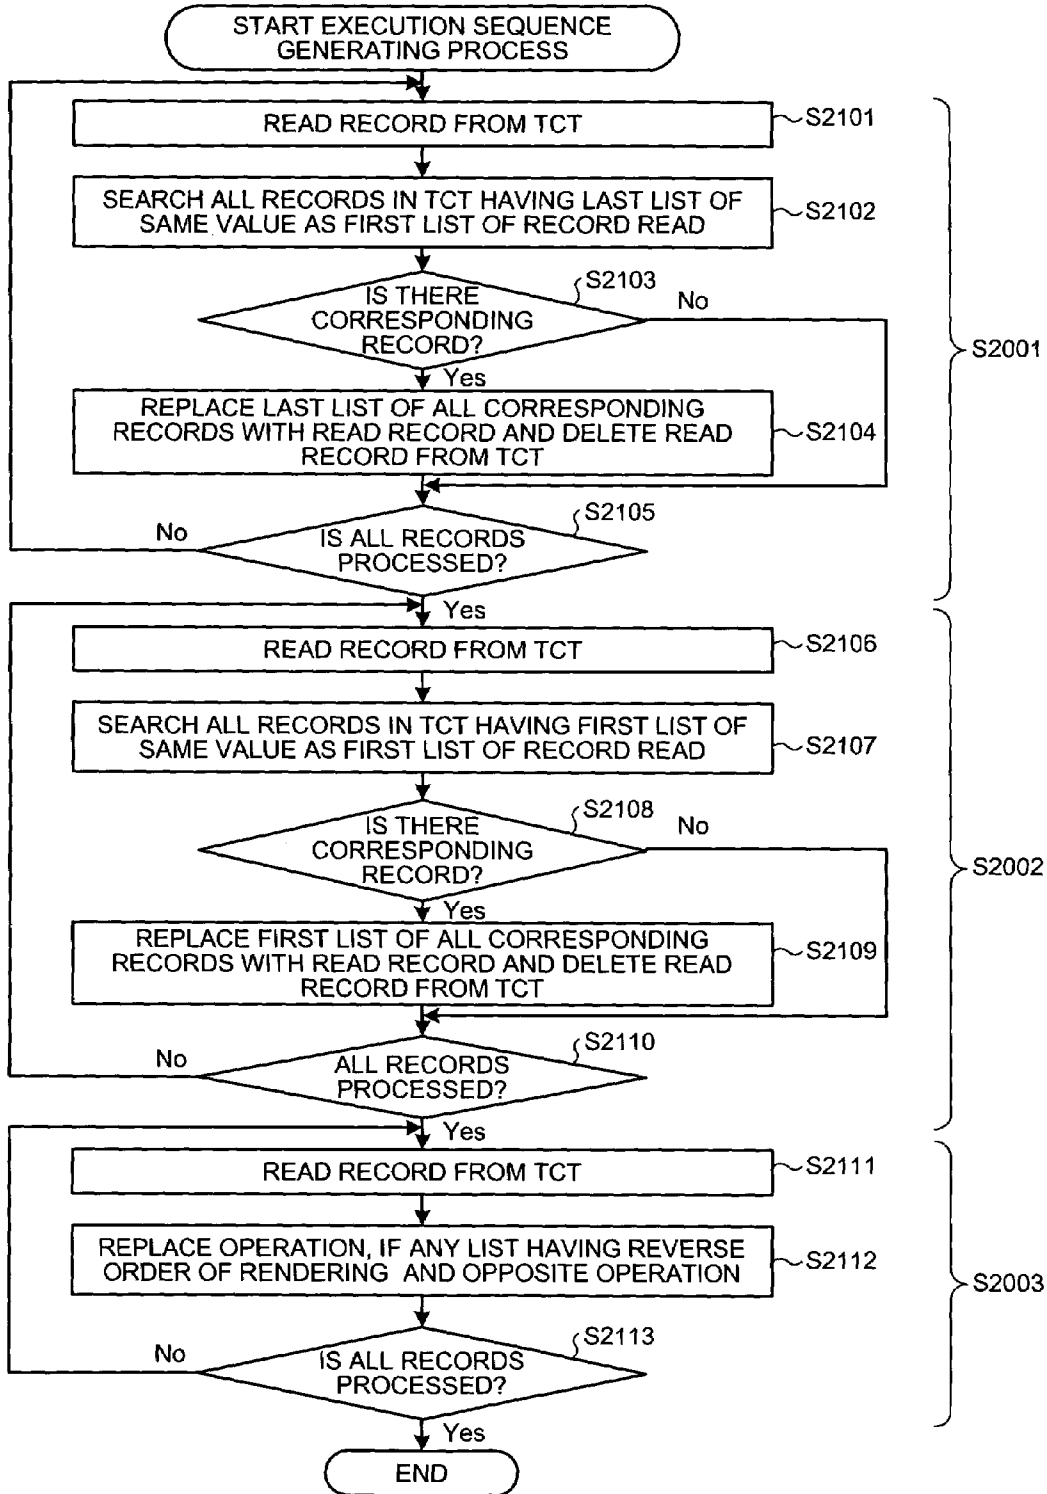 START EXECUTION SEQUENCE
GENERATING PROCESS
READ RECORD FROM TCT
S2101
SEARCH ALL RECORDS IN TCT HAVING LAST LIST OF
SAME VALUE AS FIRST LIST OF RECORD READ
S2102
IS THERE
CORRESPONDING
RECORD?
S2103
No
Yes
REPLACE LAST LIST OF ALL CORRESPONDING
RECORDS WITH READ RECORD AND DELETE READ
RECORD FROM TCT
S2104
S2001
IS ALL RECORDS
PROCESSED?
S2105
No
Yes
READ RECORD FROM TCT
S2106
SEARCH ALL RECORDS IN TCT HAVING FIRST LIST OF
SAME VALUE AS FIRST LIST OF RECORD READ
S2107
IS THERE
CORRESPONDING
RECORD?
S2108
No
Yes
REPLACE FIRST LIST OF ALL CORRESPONDING
RECORDS WITH READ RECORD AND DELETE READ
RECORD FROM TCT
S2109
S2002
ALL RECORDS
PROCESSED?
S2110
No
Yes
READ RECORD FROM TCT
S2111
REPLACE OPERATION, IF ANY LIST HAVING REVERSE
ORDER OF RENDERING AND OPPOSITE OPERATION
S2112
S2003
IS ALL RECORDS
PROCESSED?
S2113
No
Yes
END